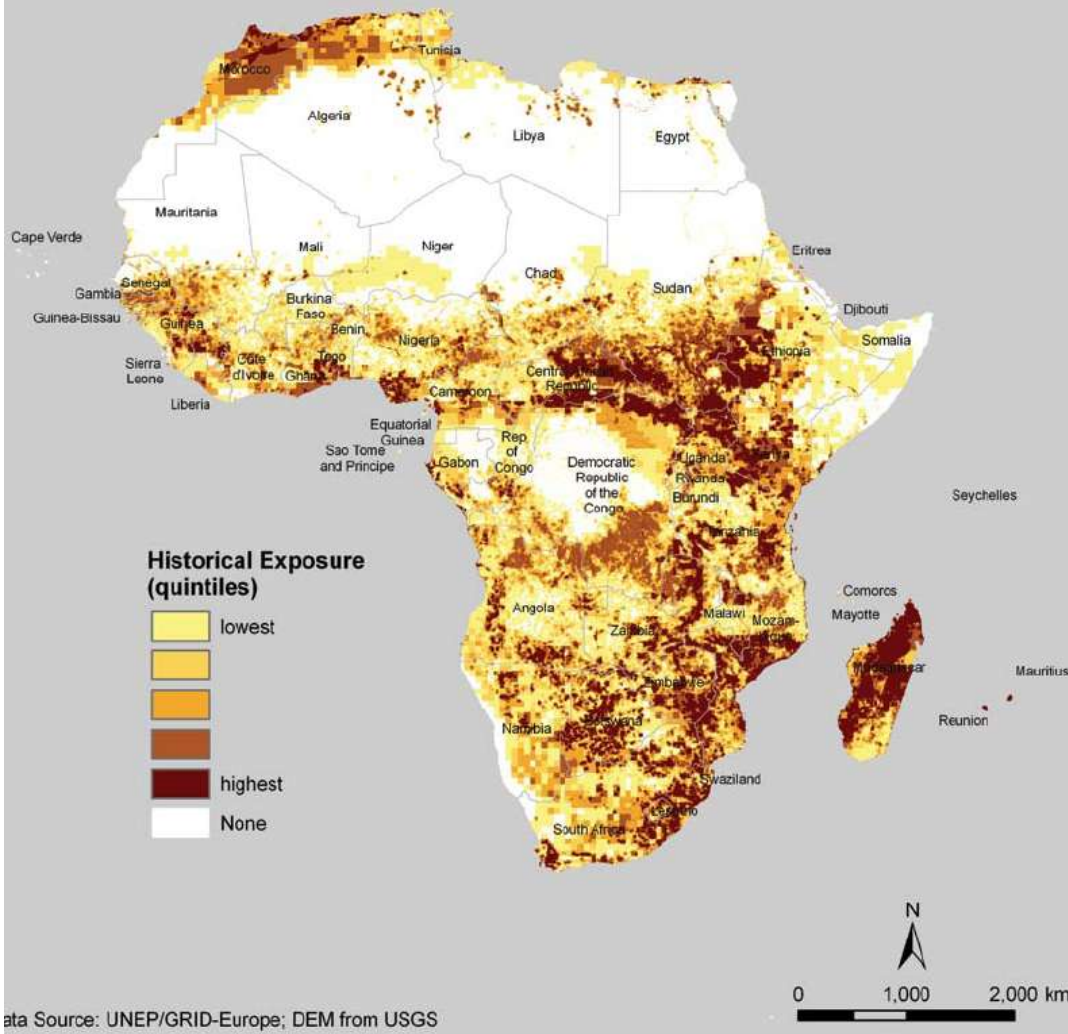 Tunisia
Morocco
Algeria
Libya
Egypt
Mauritania
Cape Verde
Mali
Niger
Chad
Sudan
Eritrea
Senegal
Gambia
Guinea-Bissau
Guinea
Burkina
Faso
Benin
Nigeria
Djibouti
Somalia
Ethiopia
Sierra
Leone
Côte
d'Ivoire
Togo
Ghana
Liberia
Cameroon
Central African
Republic
Equatorial
Guinea
Sao Tome
and Principe
Gabon
Rep
of
Congo
Democratic
Republic
of the
Congo
Uganda
Kenya
Rwanda
Burundi
Seychelles
Tanzania
Historical Exposure
(quintiles)
lowest
highest
None
Angola
Zambia
Malawi
Mozam-
bique
Comoros
Mayotte
Madagascar
Mauritius
Reunion
Zimbabwe
Namibia
Botswana
Swaziland
Lesotho
South Africa
N
0 1,000 2,000 km
ata Source: UNEP/GRID-Europe; DEM from USGS